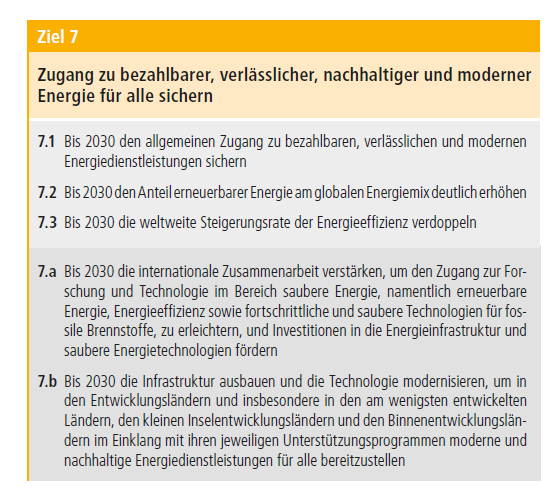 Ziel 7
Zugang zu bezahlbarer, verlässlicher, nachhaltiger und moderner
Energie für alle sichern
7.1 Bis 2030 den allgemeinen Zugang zu bezahlbaren, verlässlichen und modernen
Energiedienstleistungen sichern
7.2 Bis 2030 den Anteil erneuerbarer Energie am globalen Energiemix deutlich erhöhen
7.3 Bis 2030 die weltweite Steigerungsrate der Energieeffizienz verdoppeln
7.a Bis 2030 die internationale Zusammenarbeit verstärken, um den Zugang zur For-
schung und Technologie im Bereich saubere Energie, namentlich erneuerbare
Energie, Energieeffizienz sowie fortschrittliche und saubere Technologien für fos-
sile Brennstoffe, zu erleichtern, und Investitionen in die Energieinfrastruktur und
saubere Energietechnologien fördern
7.b Bis 2030 die Infrastruktur ausbauen und die Technologie modernisieren, um in
den Entwicklungsländern und insbesondere in den am wenigsten entwickelten
Ländern, den kleinen Inselentwicklungsländern und den Binnenentwicklungslän-
dern im Einklang mit ihren jeweiligen Unterstützungsprogrammen moderne und
nachhaltige Energiedienstleistungen für alle bereitzustellen